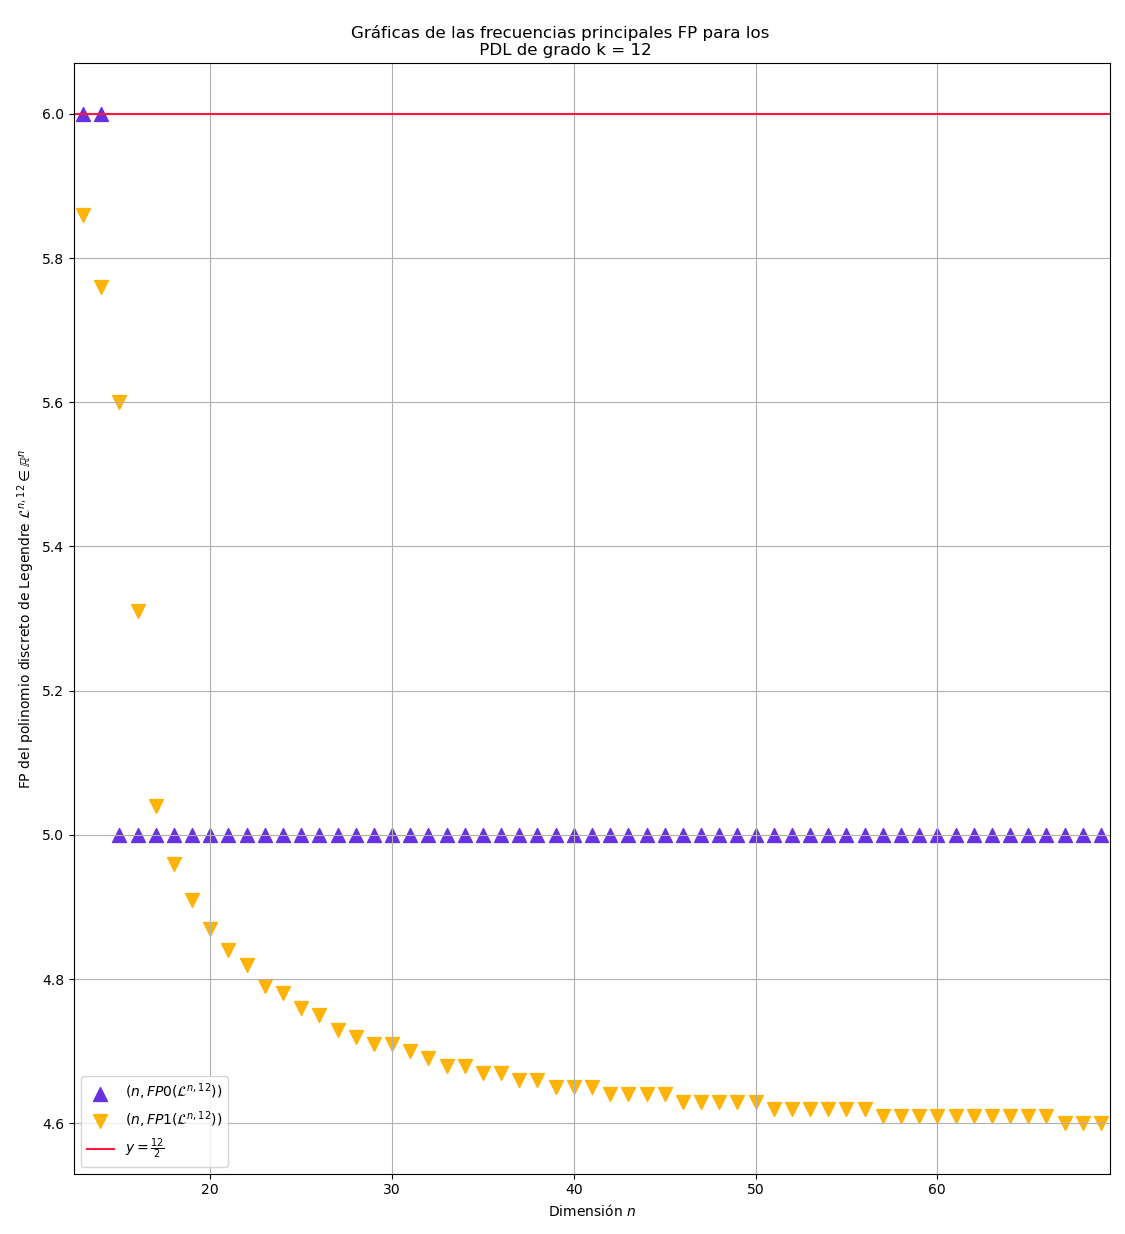 Gráficas de las frecuencias principales FP para los
PDL de grado k = 12
FP del polinomio discreto de Legendre ℒ^{n,12} ∈ ℝ^n
6.0
5.8
5.6
5.4
5.2
5.0
4.8
4.6
(n, FP0(ℒ^{n,12}))
(n, FP1(ℒ^{n,12}))
y = 12/2
20 30 40 50 60
Dimensión n